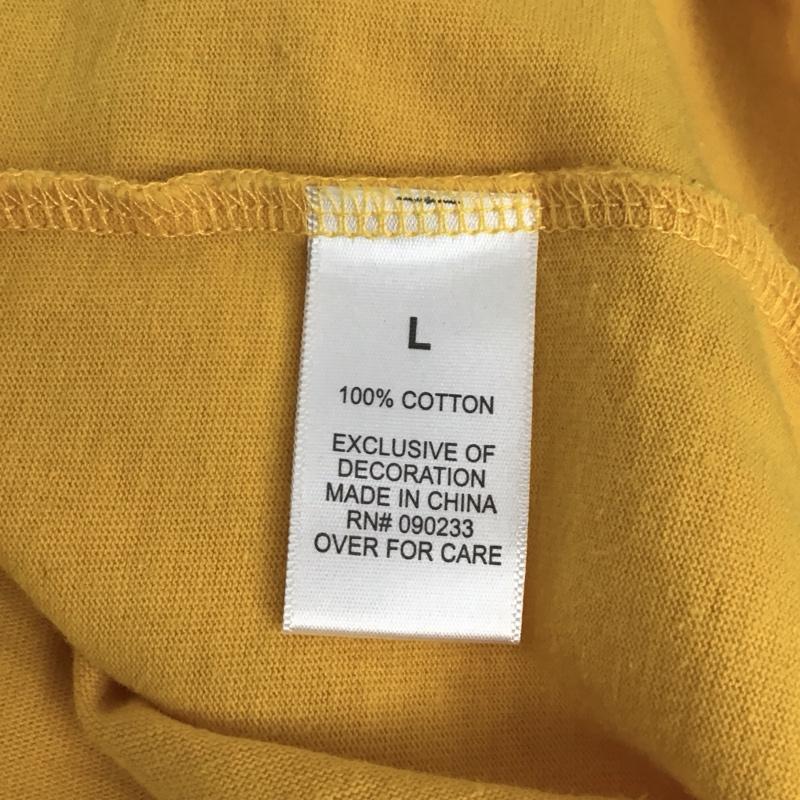 L
100% COTTON
EXCLUSIVE OF
DECORATION
MADE IN CHINA
RN# 090233
OVER FOR CARE